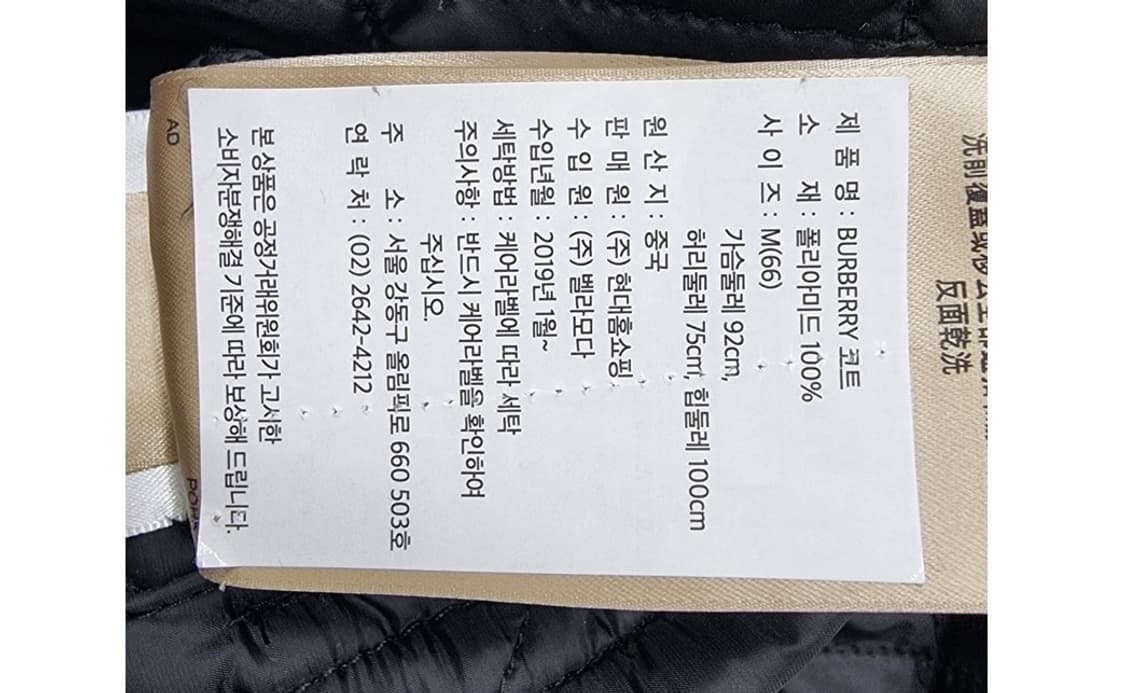 제 품 명 : BURBERRY 코트
소 재 : 폴리아미드 100%
사 이 즈 : M(66)
가슴둘레 92cm,
허리둘레 75cm, 힙둘레 100cm
원 산 지 : 중국
판 매 원 : (주) 현대홈쇼핑
수 입 원 : (주) 벨라모다
수입년월 : 2019년 1월~
세탁방법 : 케어라벨에 따라 세탁
주의사항 : 반드시 케어라벨을 확인하여
주십시오.
주 소 : 서울 강동구 올림픽로 660 503호
연 락 처 : (02) 2642-4212
본 상품은 공정거래위원회가 고시한
소비자분쟁해결 기준에 따라 보상해 드립니다.
反面乾洗
AD